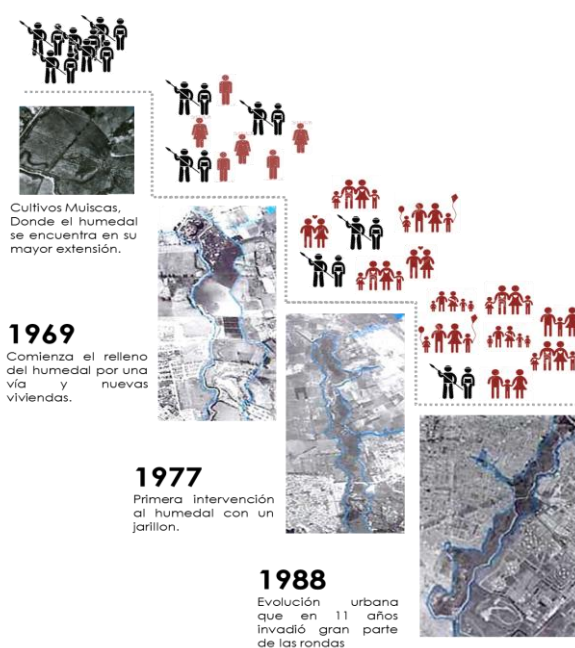 Cultivos Muiscas,
Donde el humedal
se encuentra en su
mayor extensión.
1969
Comienza el relleno
del humedal por una
vía y nuevas
viviendas.
1977
Primera intervención
al humedal con un
jarillon.
1988
Evolución urbana
que en 11 años
invadió gran parte
de las rondas